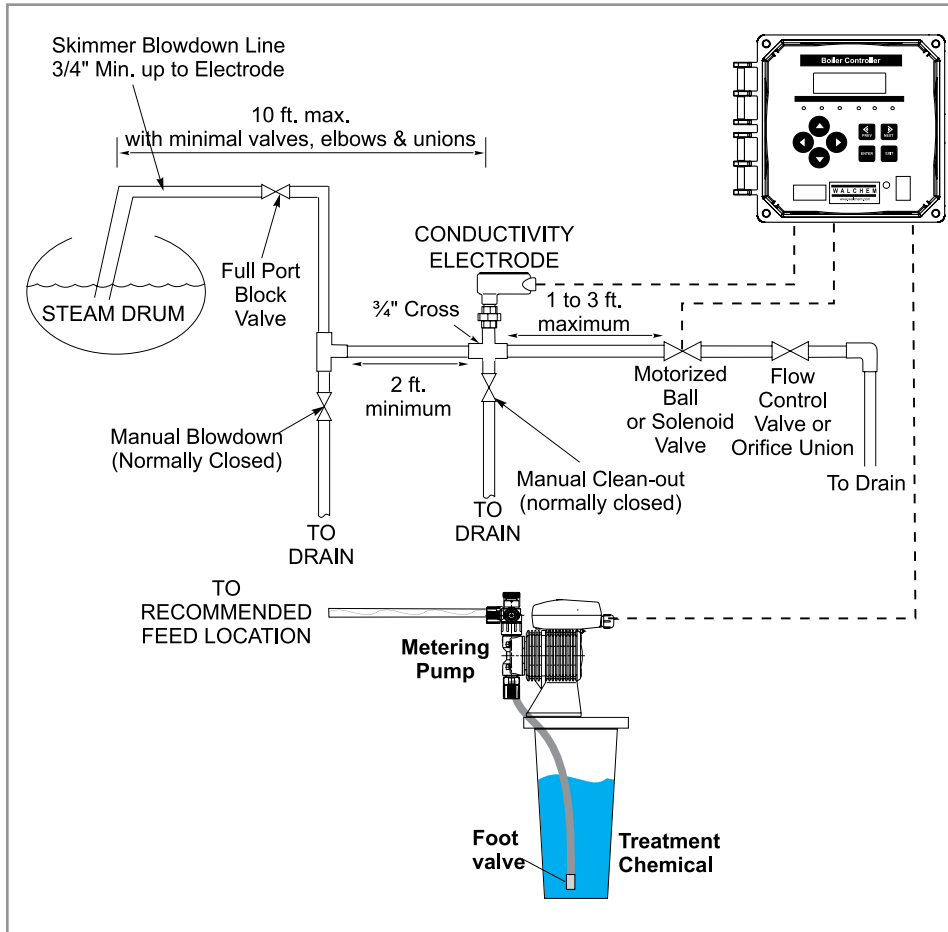 Skimmer Blowdown Line
3/4" Min. up to Electrode
10 ft. max.
with minimal valves, elbows & unions
Boiler Controller
PREV
NEXT
ENTER
EXIT
WALCHEM
CONDUCTIVITY
ELECTRODE
STEAM DRUM
Full Port
Block
Valve
¾" Cross
1 to 3 ft.
maximum
2 ft.
minimum
Motorized
Ball
or Solenoid
Valve
Flow
Control
Valve or
Orifice Union
Manual Blowdown
(Normally Closed)
Manual Clean-out
(normally closed)
To Drain
TO
DRAIN
TO
DRAIN
TO
RECOMMENDED
FEED LOCATION
Metering
Pump
Foot
valve
Treatment
Chemical